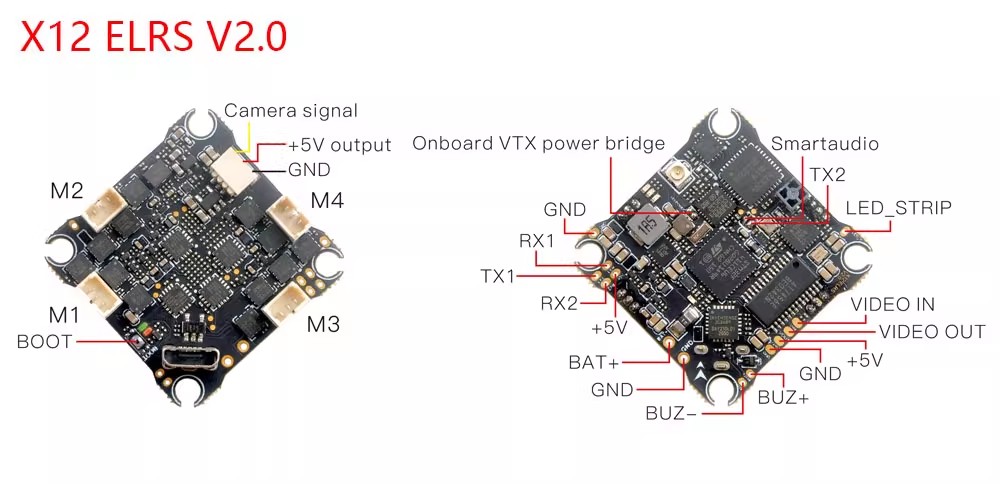 X12 ELRS V2.0
Camera signal
+5V output
GND
M2
M4
M1
M3
BOOT
Onboard VTX power bridge
Smartaudio
TX2
LED_STRIP
GND
RX1
TX1
RX2
+5V
1R5
BAT+
GND
BUZ-
BUZ+
GND
+5V
VIDEO OUT
VIDEO IN